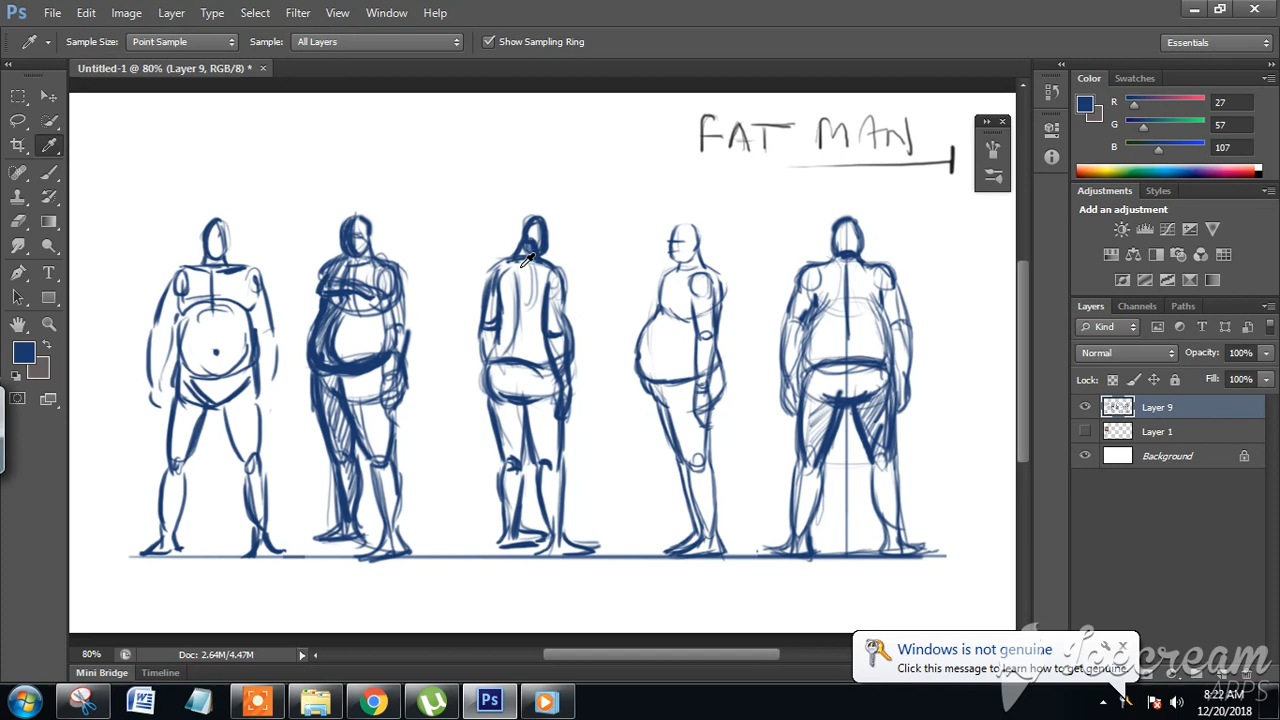 Ps File Edit Image Layer Type Select Filter View Window Help
Sample Size: Point Sample Sample: All Layers Show Sampling Ring Essentials
Untitled-1 @ 80% (Layer 9, RGB/8) *
Color Swatches
R 27
G 57
B 107
FAT MAN
Adjustments Styles
Add an adjustment
Layers Channels Paths
Kind
Normal Opacity: 100%
Lock: Fill: 100%
Layer 9
Layer 1
Background
80% Doc: 2.64M/4.47M
Mini Bridge Timeline
Windows is not genuine
Click this message to learn how to get genuine
Icecream
APPS
Ps
8:22 AM
12/20/2018